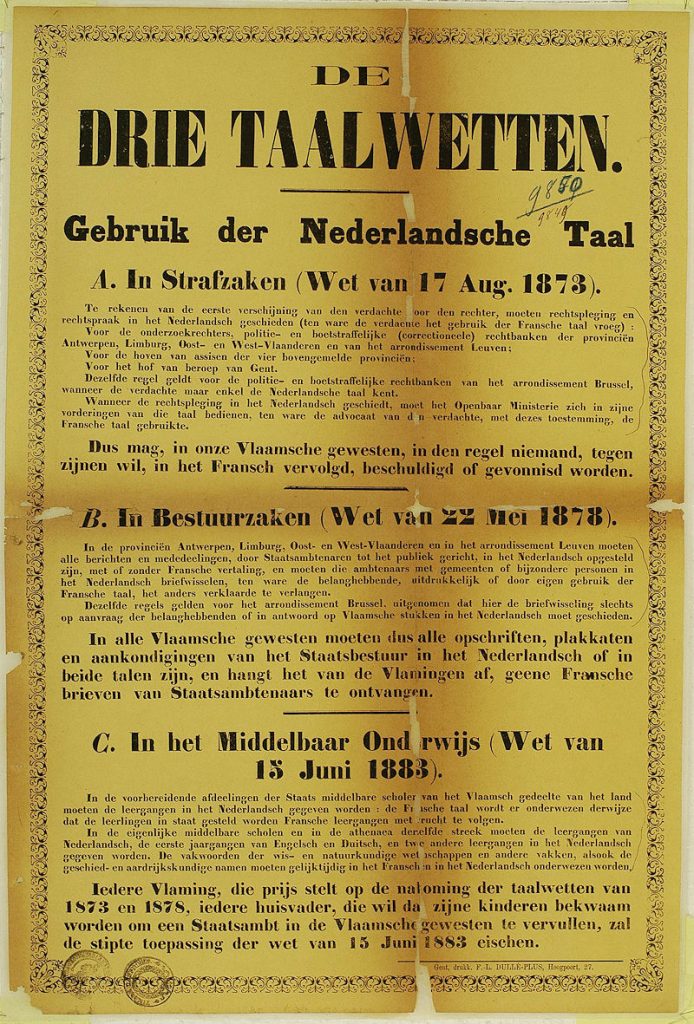 DE
DRIE TAALWETTEN.
9850
9849
Gebruik der Nederlandsche Taal
A. In Strafzaken (Wet van 17 Aug. 1873).
Te rekenen van de eerste verschijning van den verdachte voor den rechter, moeten rechtspleging en
rechtspraak in het Nederlandsch geschieden (ten ware de verdachte het gebruik der Fransche taal vroeg) :
Voor de onderzoekrechters, politie- en boetstraffelijke (correctioneele) rechtbanken der provinciën
Antwerpen, Limburg, Oost- en West-Vlaanderen en van het arrondissement Leuven;
Voor de hoven van assisen der vier bovengemelde provinciën;
Voor het hof van beroep van Gent.
Dezelfde regel geldt voor de politie- en boetstraffelijke rechtbanken van het arrondissement Brussel,
wanneer de verdachte maar enkel de Nederlandsche taal kent.
Wanneer de rechtspleging in het Nederlandsch geschiedt, moet het Openbaar Ministerie zich in zijne
vorderingen van die taal bedienen, ten ware de advocaat van den verdachte, met dezes toestemming, de
Fransche taal gebruikte.
Dus mag, in onze Vlaamsche gewesten, in den regel niemand, tegen
zijnen wil, in het Fransch vervolgd, beschuldigd of gevonnisd worden.
B. In Bestuurzaken (Wet van 22 Mei 1878).
In de provinciën Antwerpen, Limburg, Oost- en West-Vlaanderen en in het arrondissement Leuven moeten
alle berichten en mededeelingen, door Staatsambtenaren tot het publiek gericht, in het Nederlandsch opgesteld
zijn, met of zonder Fransche vertaling, en moeten die ambtenaars met gemeenten of bijzondere personen in
het Nederlandsch briefwisselen, ten ware de belanghebbende, uitdrukkelijk of door eigen gebruik der
Fransche taal, het anders verklaarde te verlangen.
Dezelfde regels gelden voor het arrondissement Brussel, uitgenomen dat hier de briefwisseling slechts
op aanvraag der belanghebbenden of in antwoord op Vlaamsche stukken in het Nederlandsch moet geschieden.
In alle Vlaamsche gewesten moeten dus alle opschriften, plakkaten
en aankondigingen van het Staatsbestuur in het Nederlandsch of in
beide talen zijn, en hangt het van de Vlamingen af, geene Fransche
brieven van Staatsambtenaars te ontvangen.
C. In het Middelbaar Onderwijs (Wet van
15 Juni 1883).
In de voorbereidende afdeelingen der Staats middelbare scholen van het Vlaamsch gedeelte van het land
moeten de leergangen in het Nederlandsch gegeven worden : de Fransche taal wordt er onderwezen derwijze
dat de leerlingen in staat gesteld worden Fransche leergangen met vrucht te volgen.
In de eigenlijke middelbare scholen en in de athenaea derzelfde streek moeten de leergangen van
Nederlandsch, de eerste jaargangen van Engelsch en Duitsch, en twee andere leergangen in het Nederlandsch
gegeven worden. De vakwoorden der wis- en natuurkundige wetenschappen en andere vakken, alsook de
geschied- en aardrijkskundige namen moeten gelijktijdig in het Fransch en in het Nederlandsch onderwezen worden.
Iedere Vlaming, die prijs stelt op de nakoming der taalwetten van
1873 en 1878, iedere huisvader, die wil dat zijne kinderen bekwaam
worden om een Staatsambt in de Vlaamsche gewesten te vervullen, zal
de stipte toepassing der wet van 15 Juni 1883 eischen.
Gent, drukk. F.-L. DULLÉ-PLUS, Hoogpoort, 27.